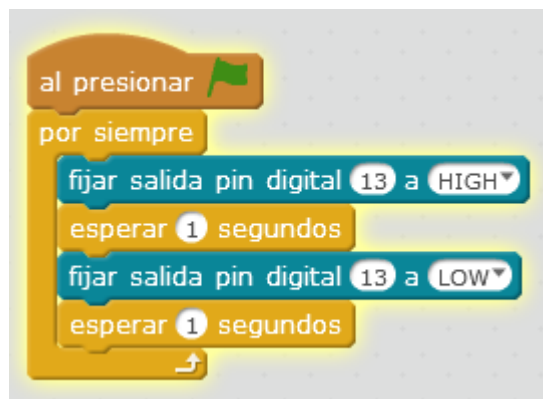 al presionar
por siempre
fijar salida pin digital 13 a HIGH
esperar 1 segundos
fijar salida pin digital 13 a LOW
esperar 1 segundos